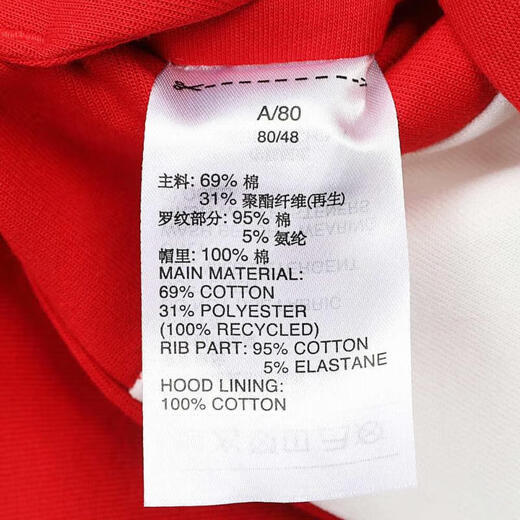 A/80
80/48
主料: 69% 棉
31% 聚酯纤维(再生)
罗纹部分: 95% 棉
5% 氨纶
帽里: 100% 棉
MAIN MATERIAL:
69% COTTON
31% POLYESTER
(100% RECYCLED)
RIB PART: 95% COTTON
5% ELASTANE
HOOD LINING:
100% COTTON